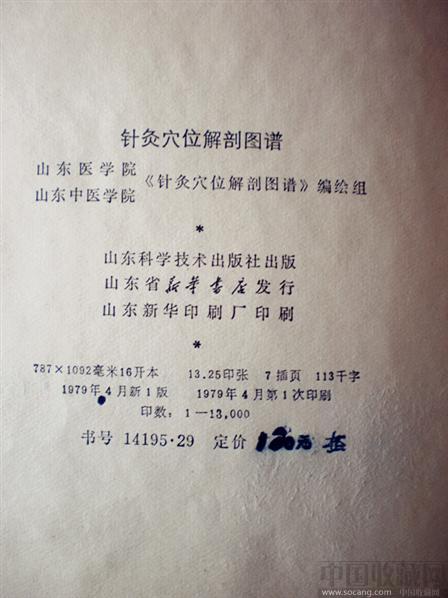 针灸穴位解剖图谱
山东医学院
山东中医学院
《针灸穴位解剖图谱》编绘组
*
山东科学技术出版社出版
山东省新华书店发行
山东新华印刷厂印刷
*
787×1092毫米16开本 13.25印张 7插页 113千字
1979年4月新1版 1979年4月第1次印刷
印数：1—13,000
书号 14195·29 定价
中国收藏网
www.socang.com 中国收藏网